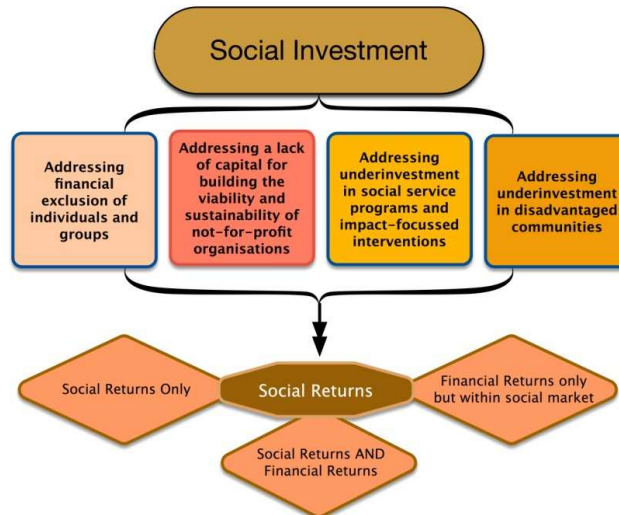 Social Investment
Addressing
financial
exclusion of
individuals and
groups
Addressing a lack
of capital for
building the
viability and
sustainability of
not-for-profit
organisations
Addressing
underinvestment
in social service
programs and
impact-focussed
interventions
Addressing
underinvestment
in disadvantaged
communities
Social Returns Only
Social Returns
Financial Returns only
but within social market
Social Returns AND
Financial Returns